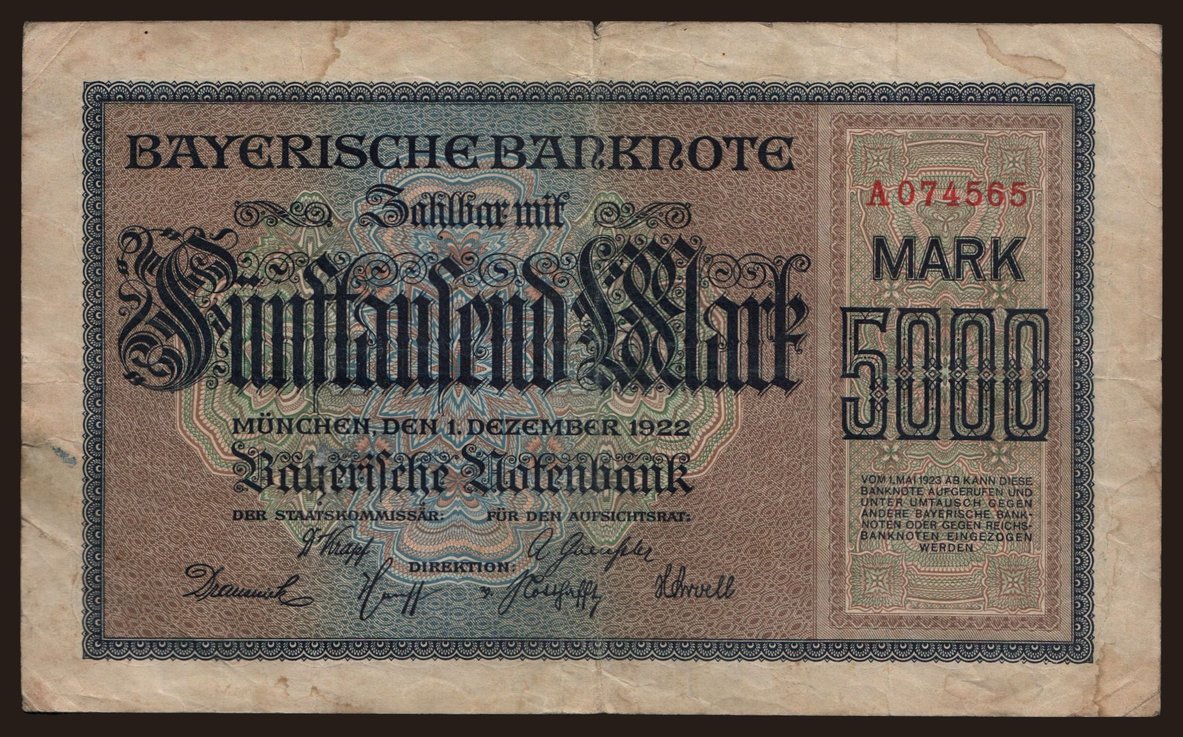 BAYERISCHE BANKNOTE
Zahlbar mit
Fünftausend Mark
MÜNCHEN, DEN 1. DEZEMBER 1922
Bayerische Notenbank
DER STAATSKOMMISSÄR: FÜR DEN AUFSICHTSRAT:
DIREKTION:
A 074565
MARK
5000
VOM 1. MAI 1923 AB KANN DIESE
BANKNOTE AUFGERUFEN UND
UNTER UMTAUSCH GEGEN
ANDERE BAYERISCHE BANK-
NOTEN ODER GEGEN REICHS-
BANKNOTEN EINGEZOGEN
WERDEN